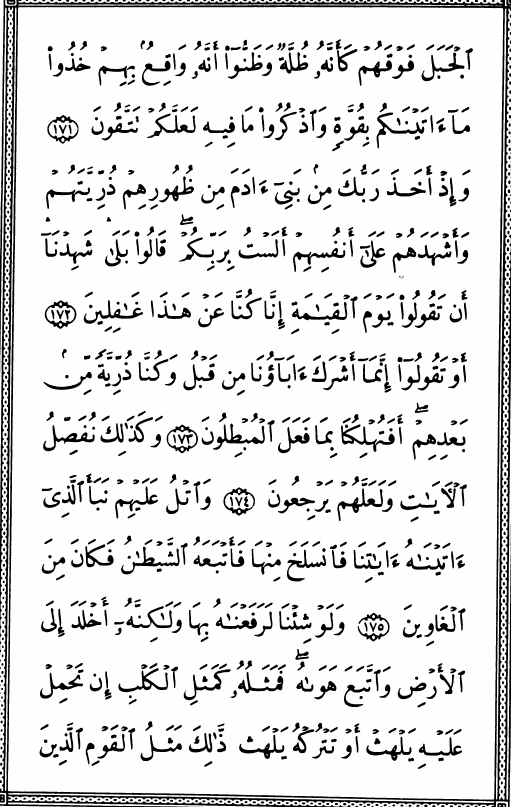 ٱلْجَبَلَ فَوْقَهُمْ كَأَنَّهُۥ ظُلَّةٌ وَظَنُّوٓا۟ أَنَّهُۥ وَاقِعٌۢ بِهِمْ خُذُوا۟
مَآ ءَاتَيْنَـٰكُم بِقُوَّةٍ وَٱذْكُرُوا۟ مَا فِيهِ لَعَلَّكُمْ تَتَّقُونَ ١٧١
وَإِذْ أَخَذَ رَبُّكَ مِنۢ بَنِىٓ ءَادَمَ مِن ظُهُورِهِمْ ذُرِّيَّتَهُمْ
وَأَشْهَدَهُمْ عَلَىٰٓ أَنفُسِهِمْ أَلَسْتُ بِرَبِّكُمْ ۖ قَالُوا۟ بَلَىٰ ۛ شَهِدْنَآ ۛ
أَن تَقُولُوا۟ يَوْمَ ٱلْقِيَـٰمَةِ إِنَّا كُنَّا عَنْ هَـٰذَا غَـٰفِلِينَ ١٧٢
أَوْ تَقُولُوٓا۟ إِنَّمَآ أَشْرَكَ ءَابَآؤُنَا مِن قَبْلُ وَكُنَّا ذُرِّيَّةً مِّنۢ
بَعْدِهِمْ ۖ أَفَتُهْلِكُنَا بِمَا فَعَلَ ٱلْمُبْطِلُونَ ١٧٣ وَكَذَٰلِكَ نُفَصِّلُ
ٱلْـَٔايَـٰتِ وَلَعَلَّهُمْ يَرْجِعُونَ ١٧٤ وَٱتْلُ عَلَيْهِمْ نَبَأَ ٱلَّذِىٓ
ءَاتَيْنَـٰهُ ءَايَـٰتِنَا فَٱنسَلَخَ مِنْهَا فَأَتْبَعَهُ ٱلشَّيْطَـٰنُ فَكَانَ مِنَ
ٱلْغَاوِينَ ١٧٥ وَلَوْ شِئْنَا لَرَفَعْنَـٰهُ بِهَا وَلَـٰكِنَّهُۥٓ أَخْلَدَ إِلَى
ٱلْأَرْضِ وَٱتَّبَعَ هَوَىٰهُ ۚ فَمَثَلُهُۥ كَمَثَلِ ٱلْكَلْبِ إِن تَحْمِلْ
عَلَيْهِ يَلْهَثْ أَوْ تَتْرُكْهُ يَلْهَث ذَّٰلِكَ مَثَلُ ٱلْقَوْمِ ٱلَّذِينَ